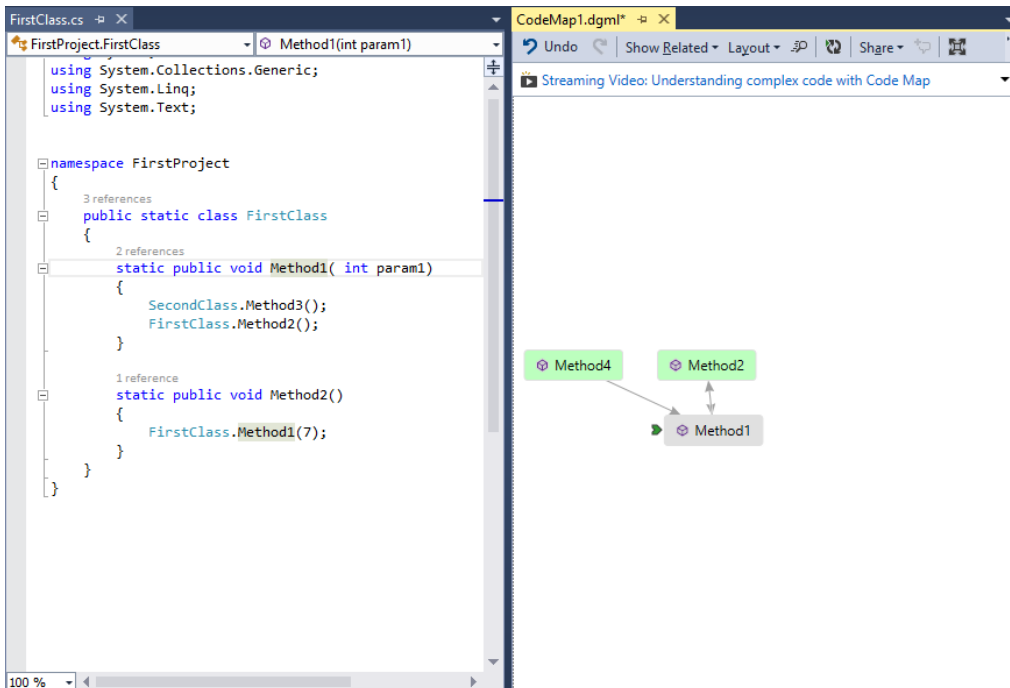 FirstClass.cs
FirstProject.FirstClass
Method1(int param1)
using System.Collections.Generic;
using System.Linq;
using System.Text;
namespace FirstProject
{
3 references
public static class FirstClass
{
2 references
static public void Method1( int param1)
{
SecondClass.Method3();
FirstClass.Method2();
}
1 reference
static public void Method2()
{
FirstClass.Method1(7);
}
}
}
100 %
CodeMap1.dgml*
Undo Show Related Layout Share
Streaming Video: Understanding complex code with Code Map
Method4 Method2
Method1